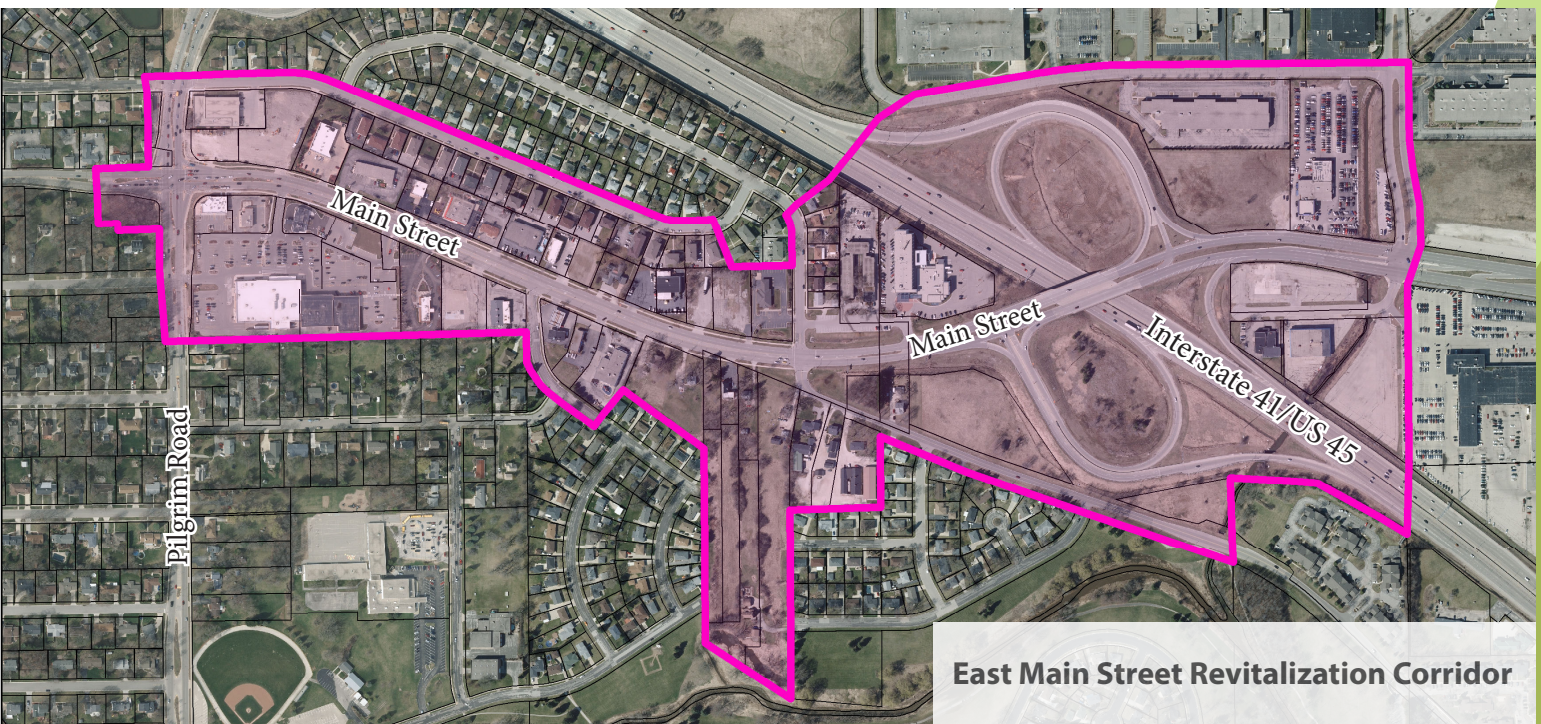 Main Street
Main Street
Interstate 41/US 45
Pilgrim Road
East Main Street Revitalization Corridor